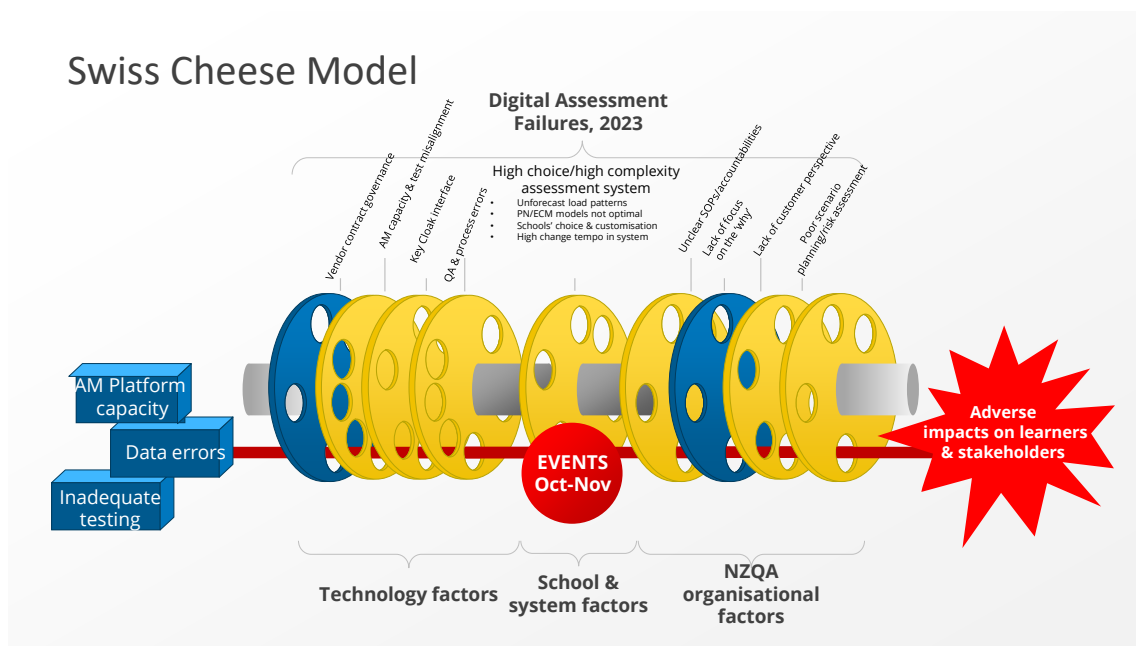 Swiss Cheese Model
Digital Assessment
Failures, 2023
Vendor contract governance
AM capacity & test misalignment
Key Cloak interface
QA & process errors
High choice/high complexity
assessment system
• Unforecast load patterns
• PN/ECM models not optimal
• Schools' choice & customisation
• High change tempo in system
Unclear SOPs/accountabilities
Lack of focus
on the 'why'
Lack of customer perspective
Poor scenario
planning/risk assessment
AM Platform
capacity
Data errors
Inadequate
testing
EVENTS
Oct-Nov
Adverse
impacts on learners
& stakeholders
Technology factors
School &
system factors
NZQA
organisational
factors